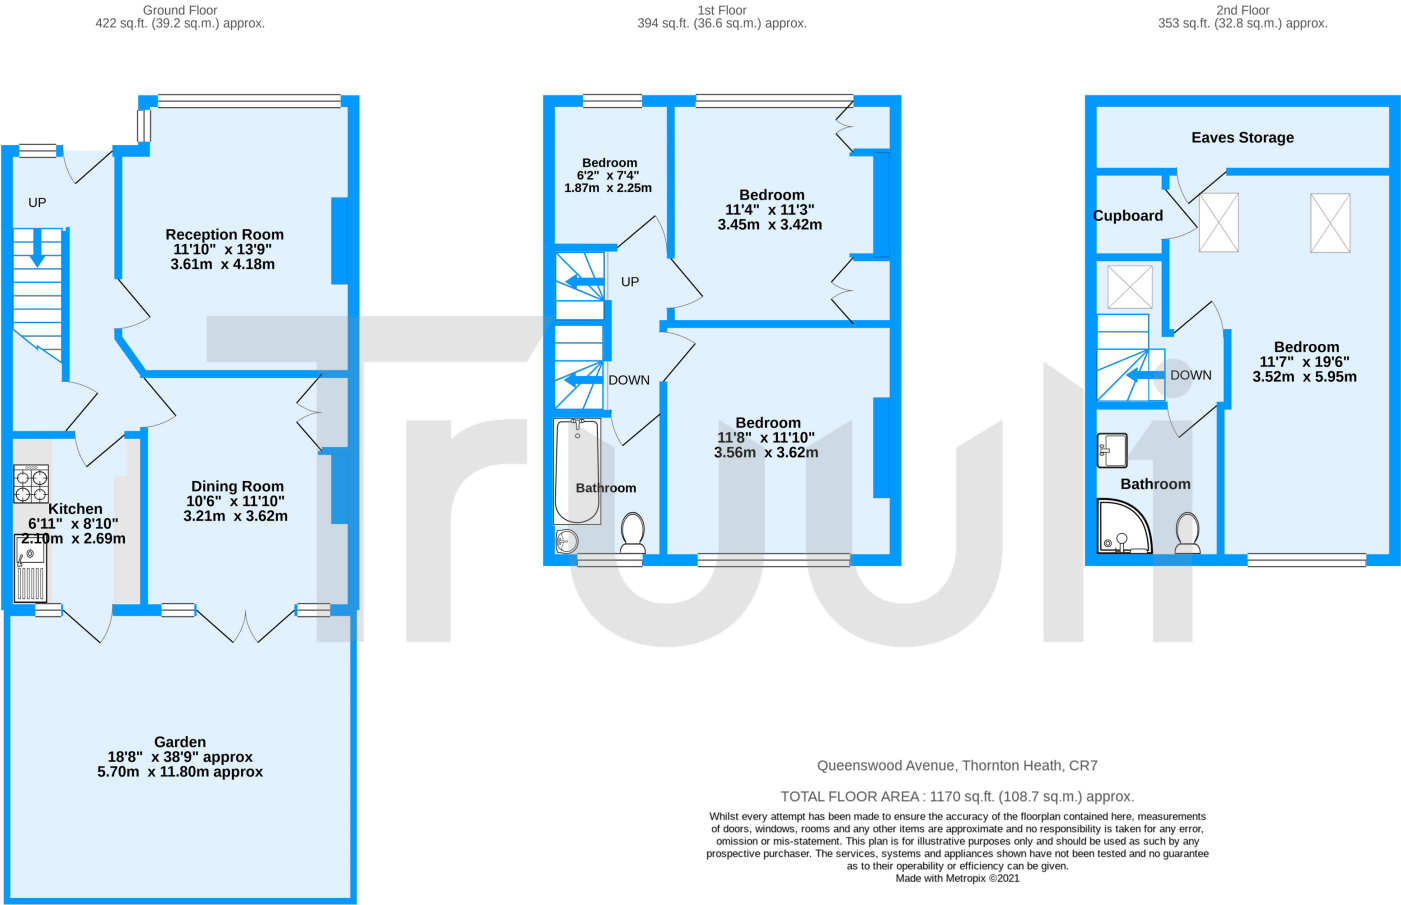 Ground Floor
422 sq.ft. (39.2 sq.m.) approx.
UP
Reception Room
11'10"  x 13'9"
3.61m  x 4.18m
Dining Room
10'6"  x 11'10"
3.21m  x 3.62m
Kitchen
6'11"  x 8'10"
2.10m  x 2.69m
Garden
18'8"  x 38'9" approx
5.70m  x 11.80m approx
1st Floor
394 sq.ft. (36.6 sq.m.) approx.
Bedroom
6'2"  x 7'4"
1.87m  x 2.25m
Bedroom
11'4"  x 11'3"
3.45m  x 3.42m
UP
DOWN
Bedroom
11'8"  x 11'10"
3.56m  x 3.62m
Bathroom
2nd Floor
353 sq.ft. (32.8 sq.m.) approx.
Eaves Storage
Cupboard
Bedroom
11'7"  x 19'6"
3.52m  x 5.95m
DOWN
Bathroom
Truuli
Queenswood Avenue, Thornton Heath, CR7
TOTAL FLOOR AREA : 1170 sq.ft. (108.7 sq.m.) approx.
Whilst every attempt has been made to ensure the accuracy of the floorplan contained here, measurements
of doors, windows, rooms and any other items are approximate and no responsibility is taken for any error,
omission or mis-statement. This plan is for illustrative purposes only and should be used as such by any
prospective purchaser. The services, systems and appliances shown have not been tested and no guarantee
as to their operability or efficiency can be given.
Made with Metropix ©2021